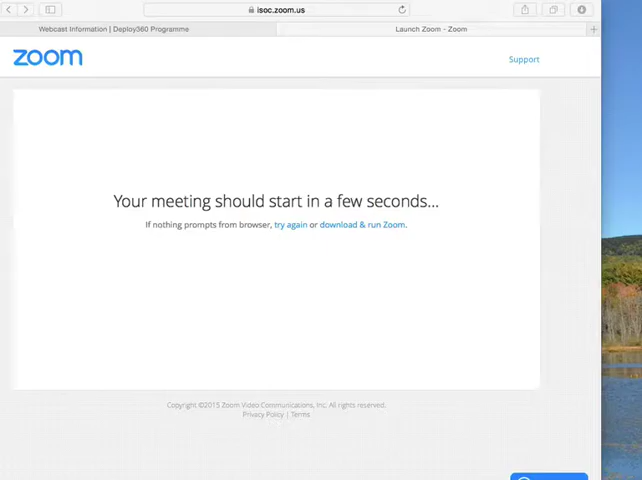 isoc.zoom.us
Webcast Information | Deploy360 Programme
Launch Zoom - Zoom
zoom
Support
Your meeting should start in a few seconds...
If nothing prompts from browser, try again or download & run Zoom.
Copyright ©2015 Zoom Video Communications, Inc. All rights reserved.
Privacy Policy | Terms